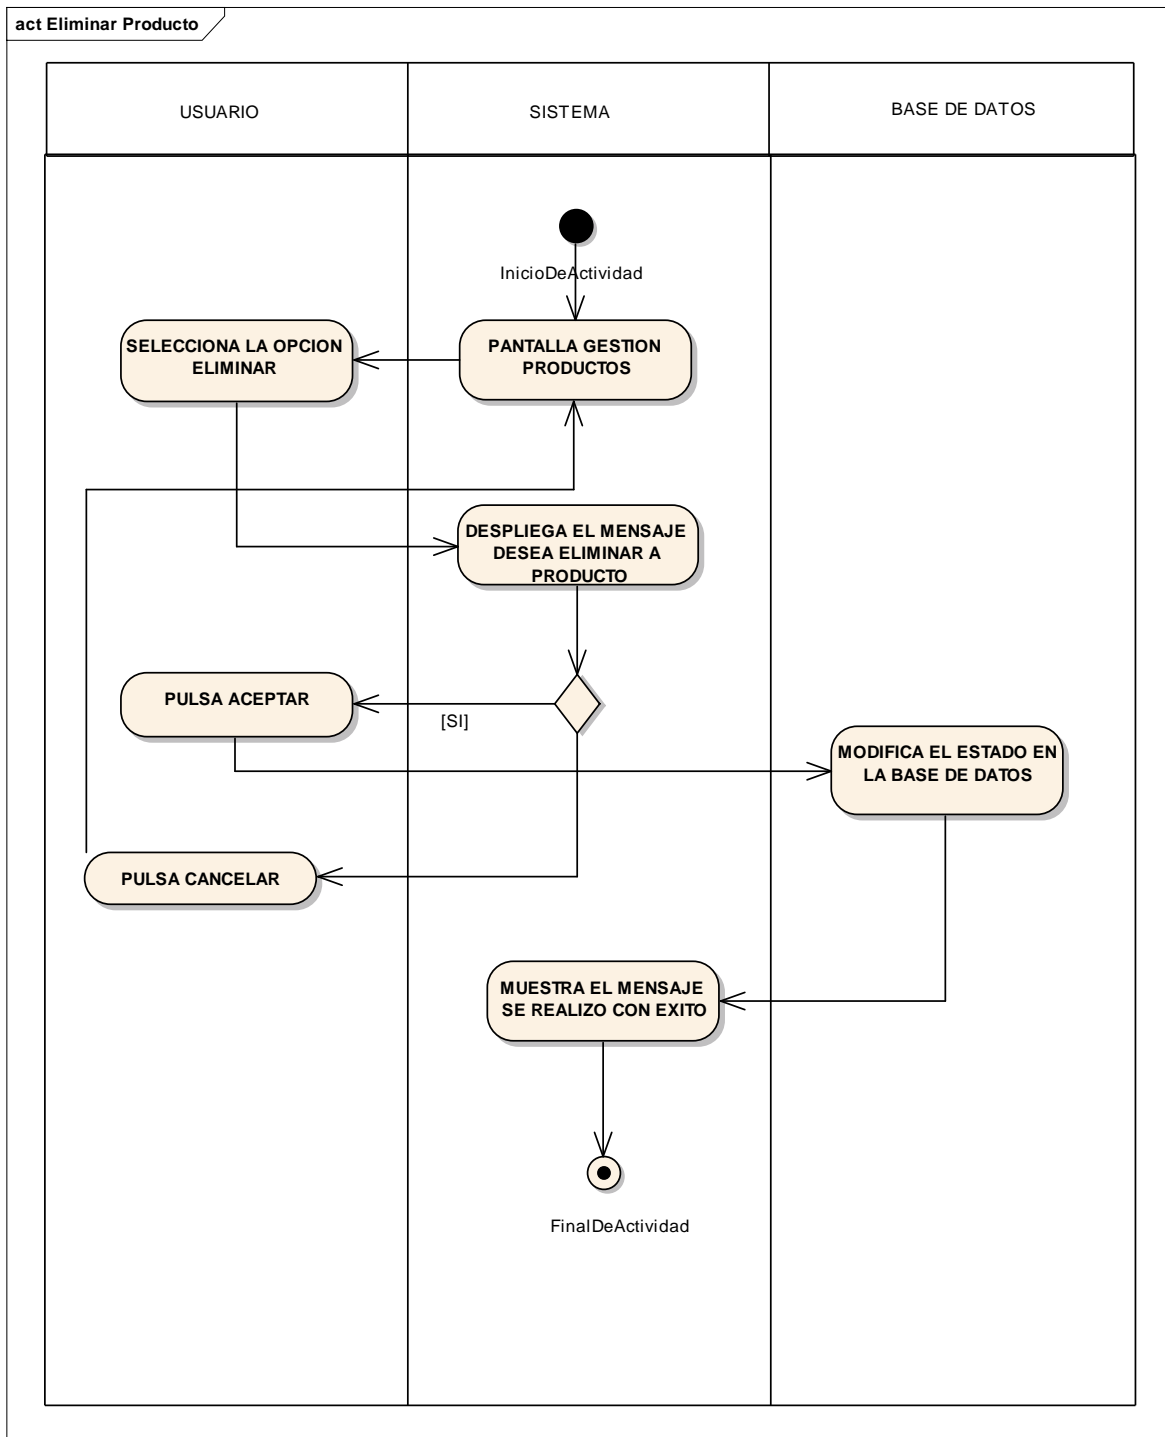 act Eliminar Producto
USUARIO
SISTEMA
BASE DE DATOS
InicioDeActividad
SELECCIONA LA OPCION
ELIMINAR
PANTALLA GESTION
PRODUCTOS
DESPLIEGA EL MENSAJE
DESEA ELIMINAR A
PRODUCTO
PULSA ACEPTAR
[SI]
MODIFICA EL ESTADO EN
LA BASE DE DATOS
PULSA CANCELAR
MUESTRA EL MENSAJE
SE REALIZO CON EXITO
FinalDeActividad